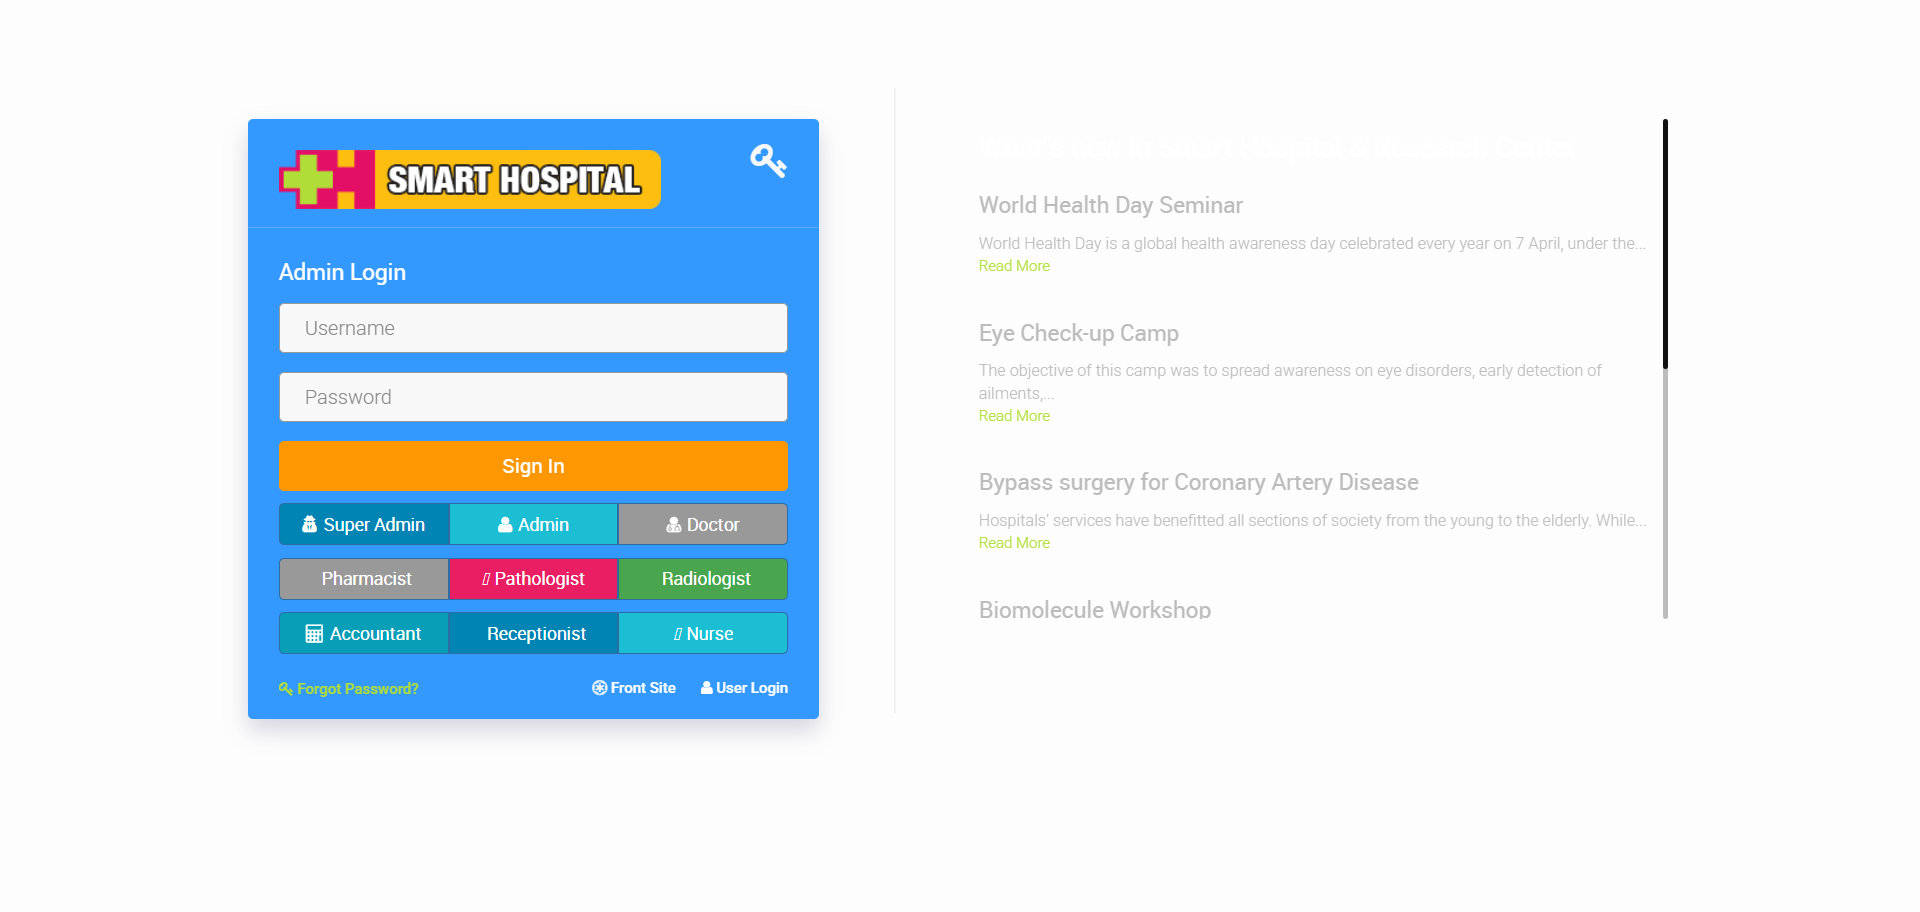 SMART HOSPITAL
Admin Login
Username
Password
Sign In
Super Admin
Admin
Doctor
Pharmacist
Pathologist
Radiologist
Accountant
Receptionist
Nurse
Forgot Password?
Front Site
User Login
What's new in Smart Hospital & Research Center
World Health Day Seminar
World Health Day is a global health awareness day celebrated every year on 7 April, under the...
Read More
Eye Check-up Camp
The objective of this camp was to spread awareness on eye disorders, early detection of
ailments,...
Read More
Bypass surgery for Coronary Artery Disease
Hospitals’ services have benefitted all sections of society from the young to the elderly. While...
Read More
Biomolecule Workshop